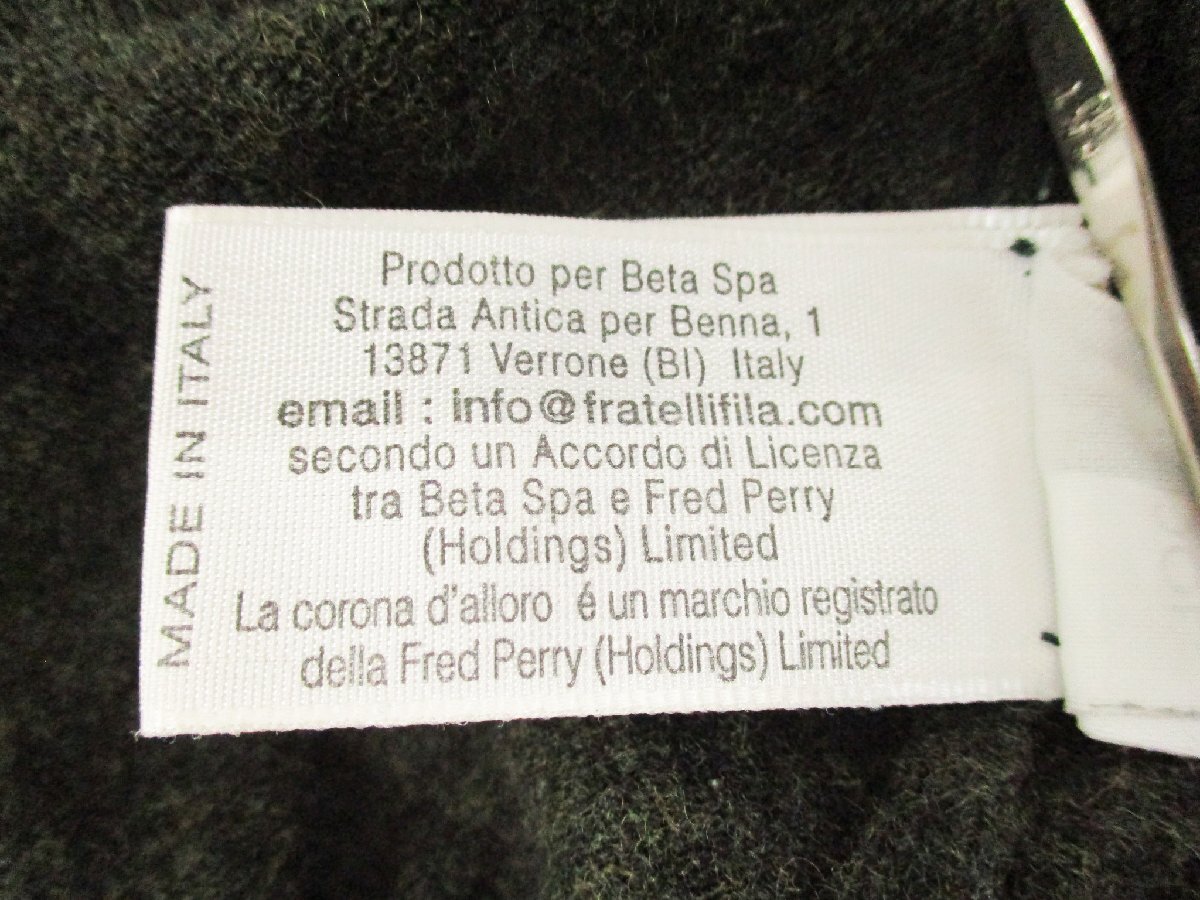 MADE IN ITALY
Prodotto per Beta Spa
Strada Antica per Benna, 1
13871 Verrone (BI) Italy
email : info@fratellifila.com
secondo un Accordo di Licenza
tra Beta Spa e Fred Perry
(Holdings) Limited
La corona d'alloro é un marchio registrato
della Fred Perry (Holdings) Limited